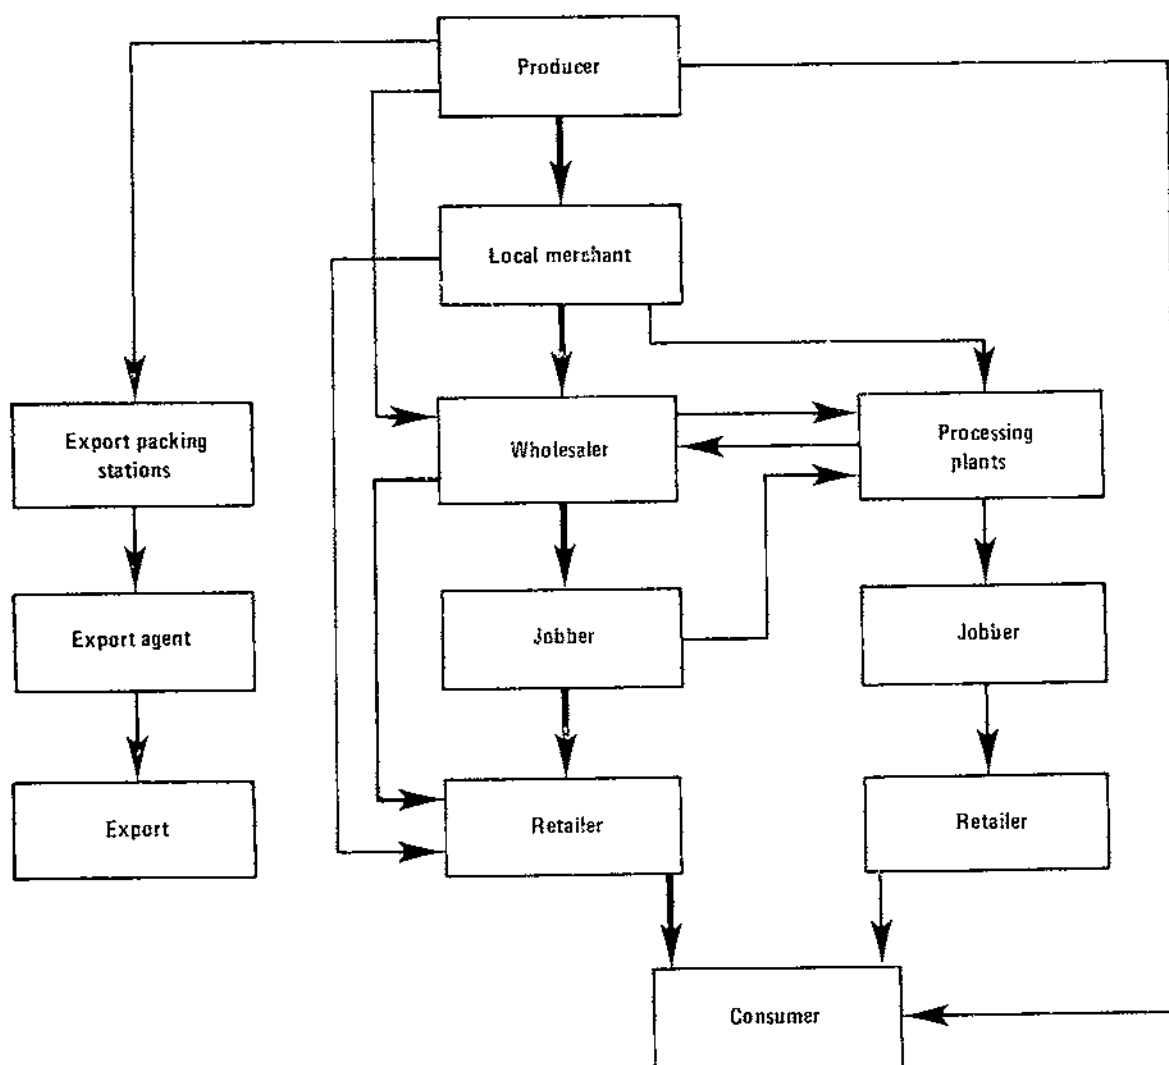 Producer
Local merchant
Export packing
stations
Wholesaler
Processing
plants
Export agent
Jobber
Jobber
Export
Retailer
Retailer
Consumer